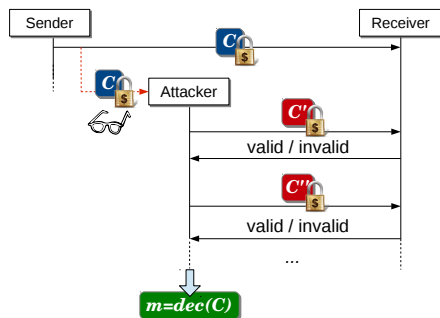 Sender
Receiver
C
$
C
$
Attacker
C'
$
valid / invalid
C''
$
valid / invalid
...
m=dec(C)